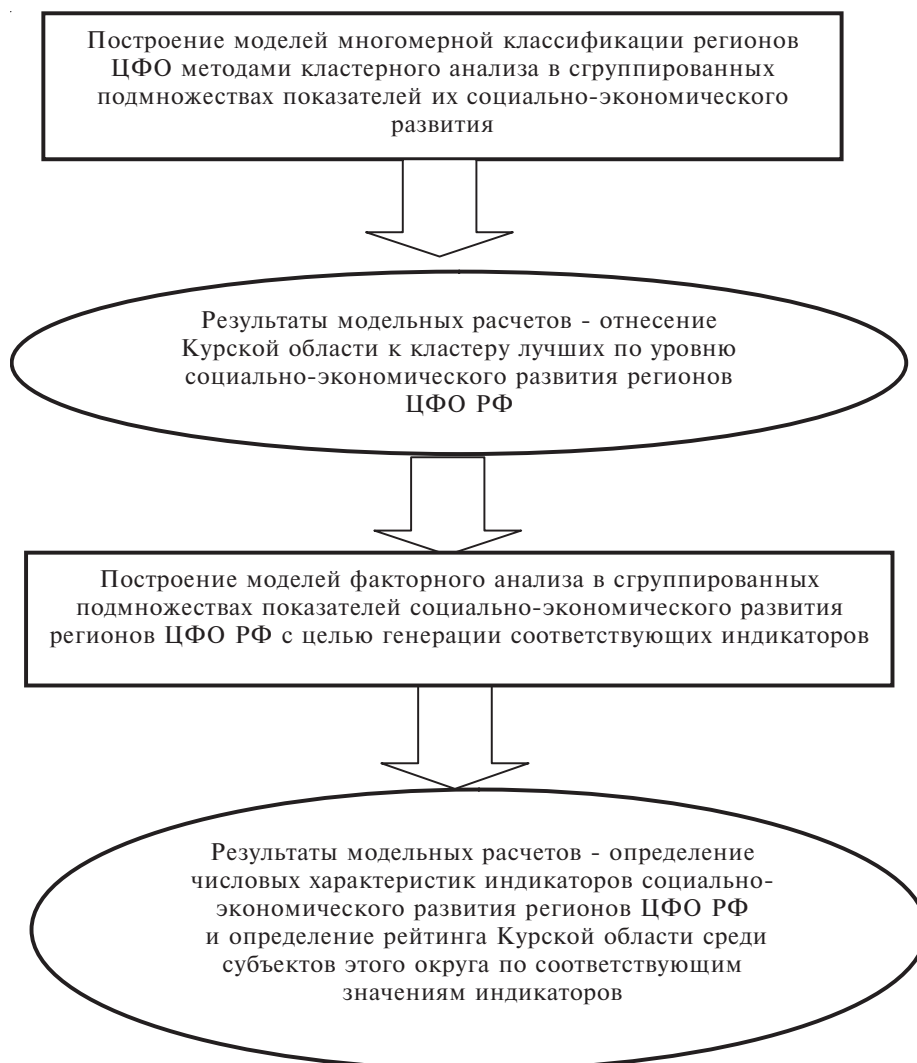 Построение моделей многомерной классификации регионов
ЦФО методами кластерного анализа в сгруппированных
подмножествах показателей их социально-экономического
развития
Результаты модельных расчетов - отнесение
Курской области к кластеру лучших по уровню
социально-экономического развития регионов
ЦФО РФ
Построение моделей факторного анализа в сгруппированных
подмножествах показателей социально-экономического развития
регионов ЦФО РФ с целью генерации соответствующих индикаторов
Результаты модельных расчетов - определение
числовых характеристик индикаторов социально-
экономического развития регионов ЦФО РФ
и определение рейтинга Курской области среди
субъектов этого округа по соответствующим
значениям индикаторов